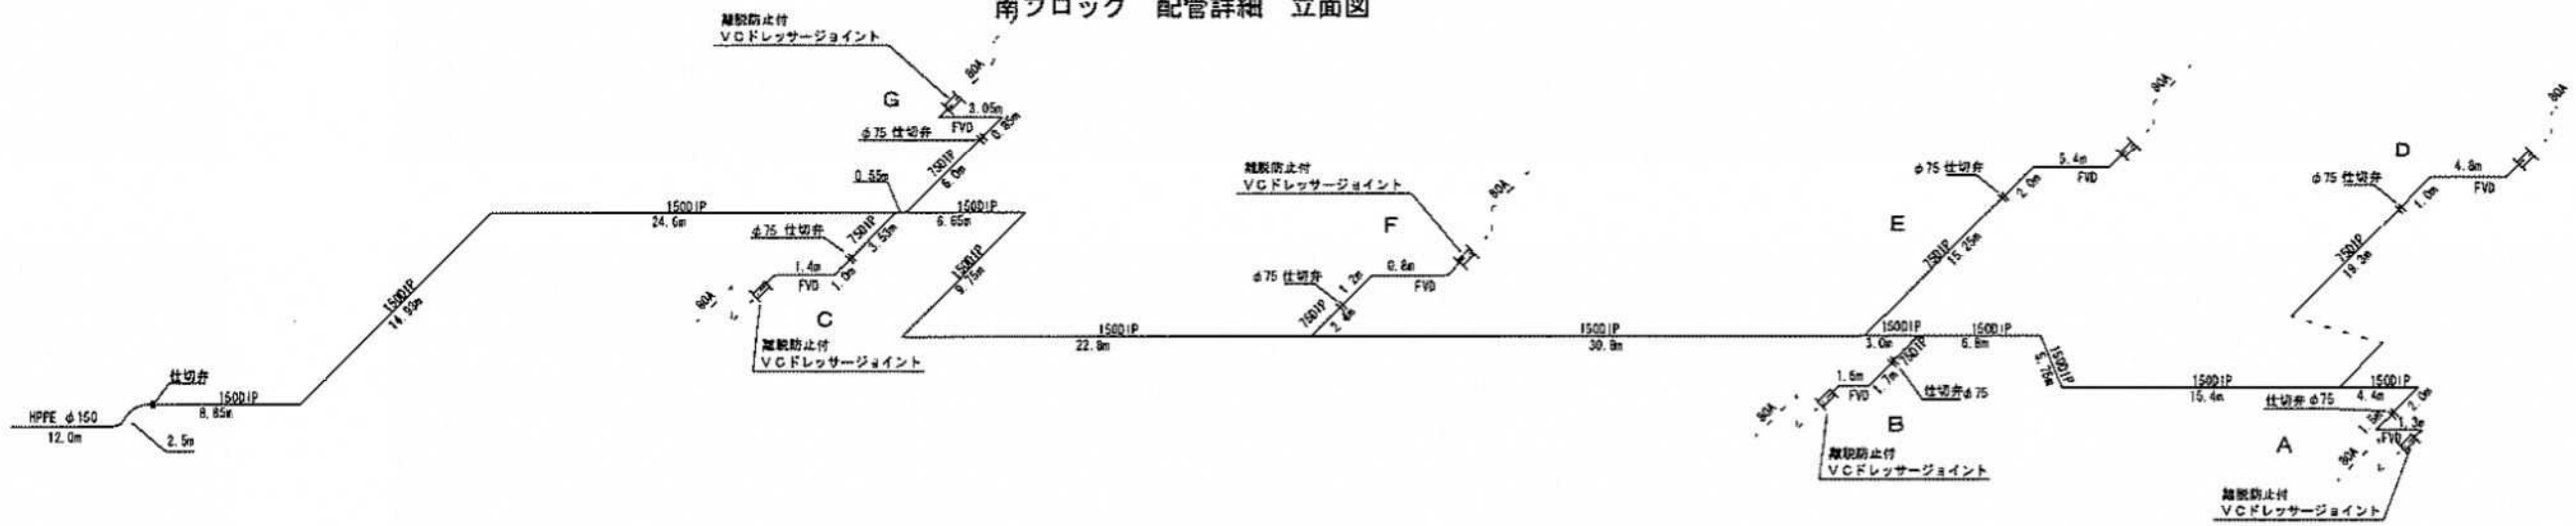 南ブロック 配管詳細 立面図
離脱防止付
VCドレッサージョイント
80A
G
3.05m
FVD
0.85m
φ75 仕切弁
75DIP
6.0m
0.55m
150DIP
24.6m
150DIP
6.65m
φ75 仕切弁
75DIP
3.53m
1.4m
FVD
1.0m
80A
C
離脱防止付
VCドレッサージョイント
150DIP
9.75m
150DIP
14.93m
仕切弁
150DIP
8.65m
HPPE φ150
12.0m
2.5m
離脱防止付
VCドレッサージョイント
80A
F
φ75 仕切弁
1.2m
FVD
75DIP
2.4m
150DIP
22.8m
150DIP
30.8m
80A
φ75 仕切弁
5.4m
FVD
2.0m
E
75DIP
15.25m
150DIP
3.0m
150DIP
6.8m
75DIP
1.6m
FVD
1.7m
仕切弁φ75
80A
B
離脱防止付
VCドレッサージョイント
150DIP
5.75m
80A
D
φ75 仕切弁
4.8m
FVD
1.0m
75DIP
19.3m
150DIP
15.4m
150DIP
4.4m
2.0m
仕切弁φ75
1.5m
1.3m
FVD
A
80A
離脱防止付
VCドレッサージョイント